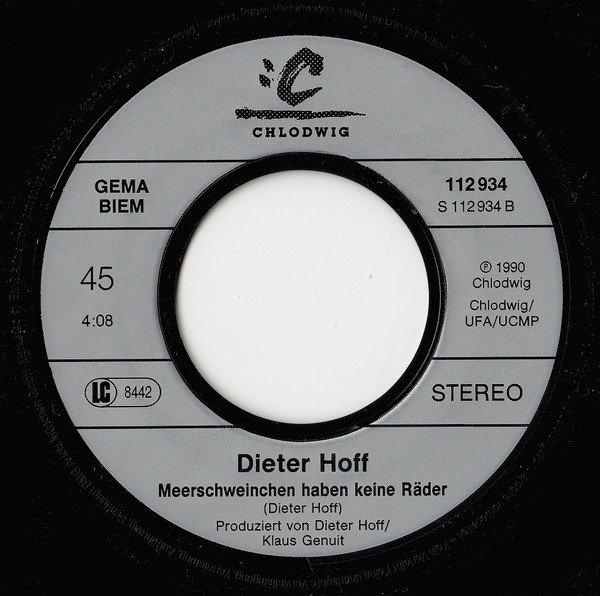 CHLODWIG
GEMA
BIEM
112 934
S 112 934 B
45
4:08
℗ 1990
Chlodwig
Chlodwig/
UFA/UCMP
LC 8442
STEREO
Dieter Hoff
Meerschweinchen haben keine Räder
(Dieter Hoff)
Produziert von Dieter Hoff/
Klaus Genuit